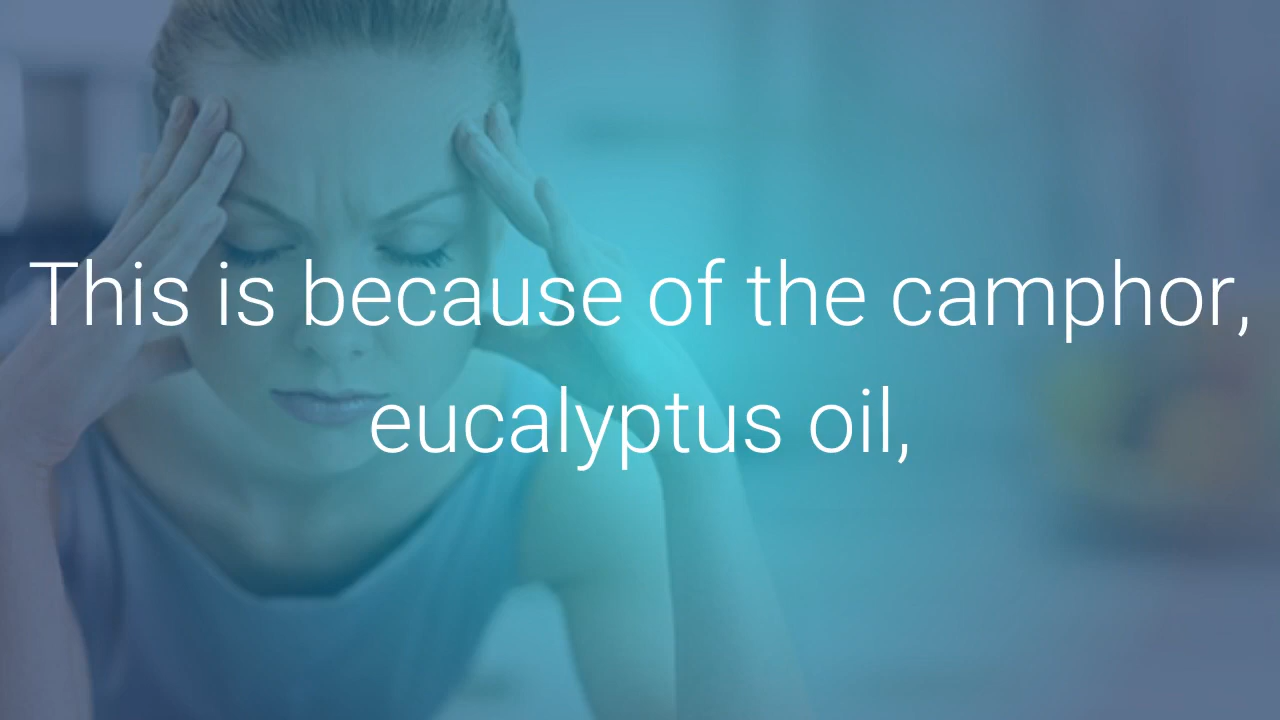 This is because of the camphor,
eucalyptus oil,